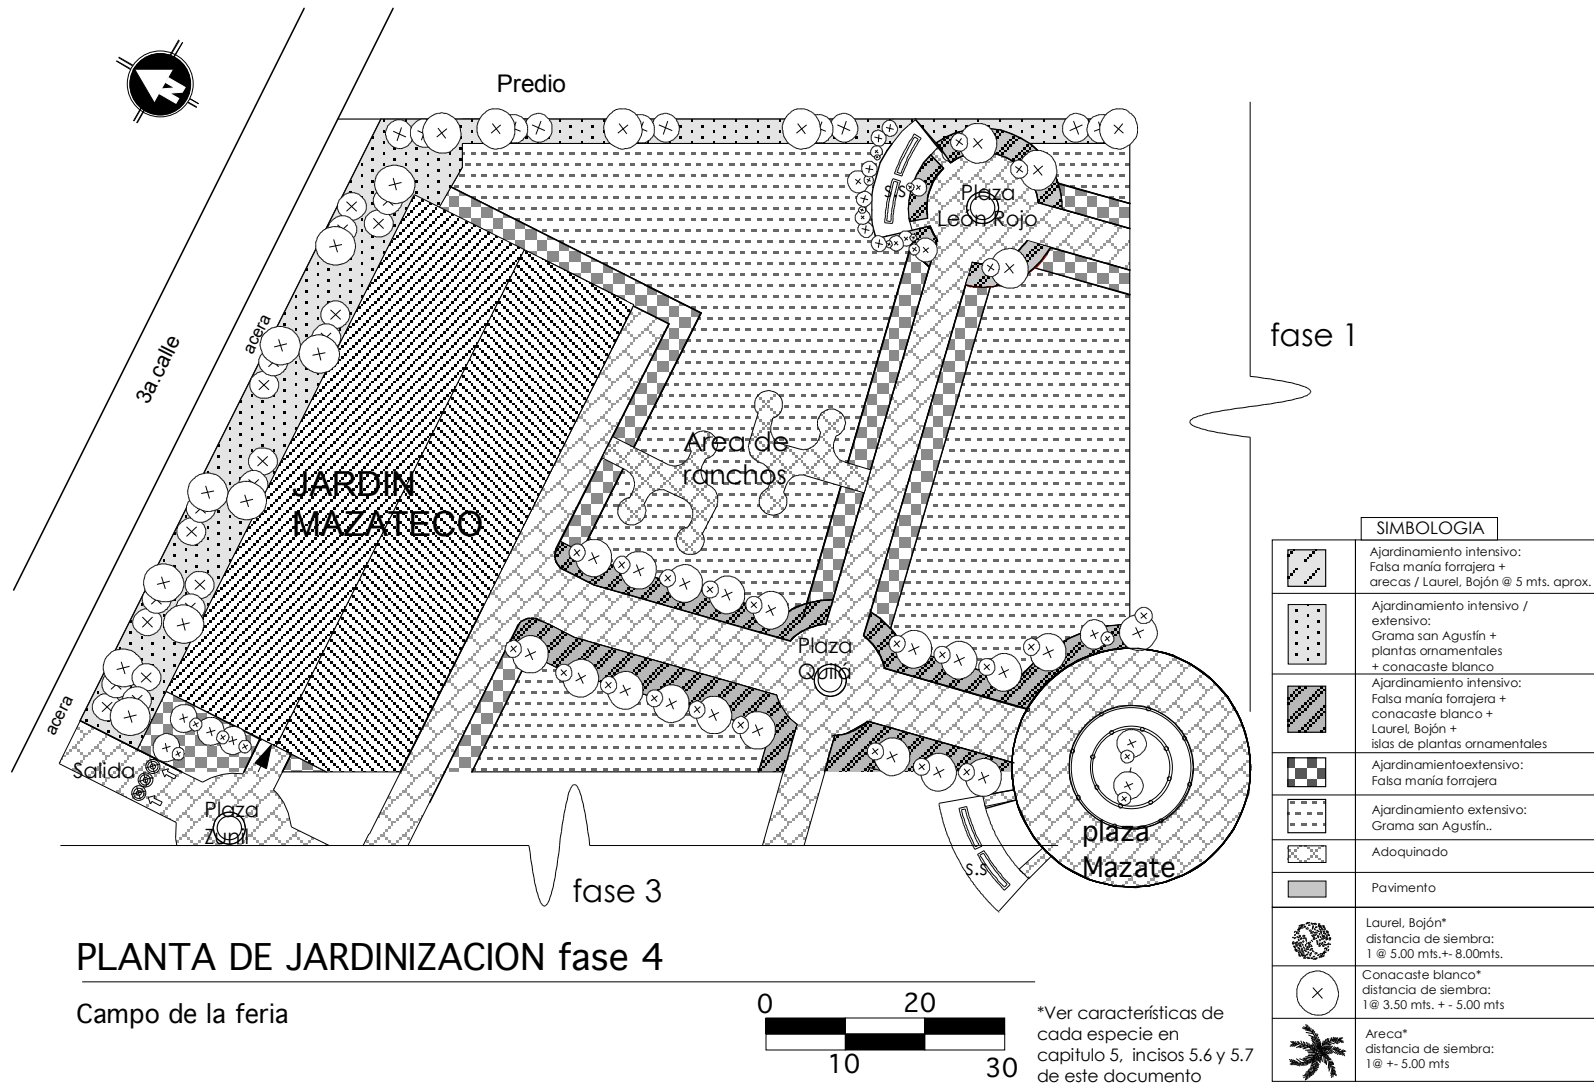 N
Predio
Plaza
León Rojo
s.s
fase 1
acera
3a.calle
Area de
ranchos
JARDIN
MAZATECO
Plaza
Quila
acera
Salida
Plaza
Zunil
plaza
Mazate
s.s
fase 3
PLANTA DE JARDINIZACION fase 4
Campo de la feria
0 20
10 30
*Ver características de
cada especie en
capitulo 5, incisos 5.6 y 5.7
de este documento
SIMBOLOGIA
Ajardinamiento intensivo:
Falsa manía forrajera +
arecas / Laurel, Bojón @ 5 mts. aprox.
Ajardinamiento intensivo /
extensivo:
Grama san Agustín +
plantas ornamentales
+ conacaste blanco
Ajardinamiento intensivo:
Falsa manía forrajera +
conacaste blanco +
Laurel, Bojón +
islas de plantas ornamentales
Ajardinamientoextensivo:
Falsa manía forrajera
Ajardinamiento extensivo:
Grama san Agustín..
Adoquinado
Pavimento
Laurel, Bojón*
distancia de siembra:
1 @ 5.00 mts.+- 8.00mts.
Conacaste blanco*
distancia de siembra:
1@ 3.50 mts. + - 5.00 mts
Areca*
distancia de siembra:
1@ +- 5.00 mts